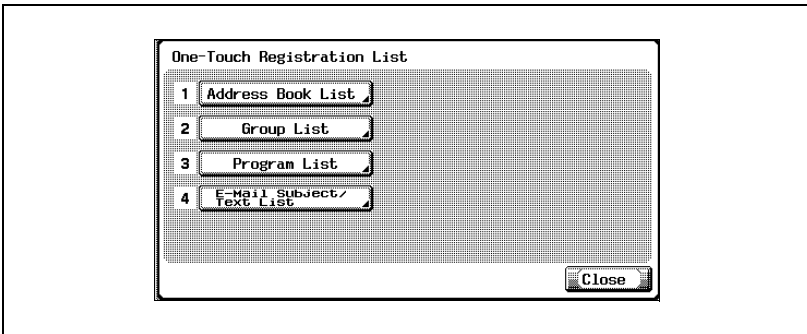 One-Touch Registration List
1 Address Book List
2 Group List
3 Program List
4 E-Mail Subject/
Text List
Close